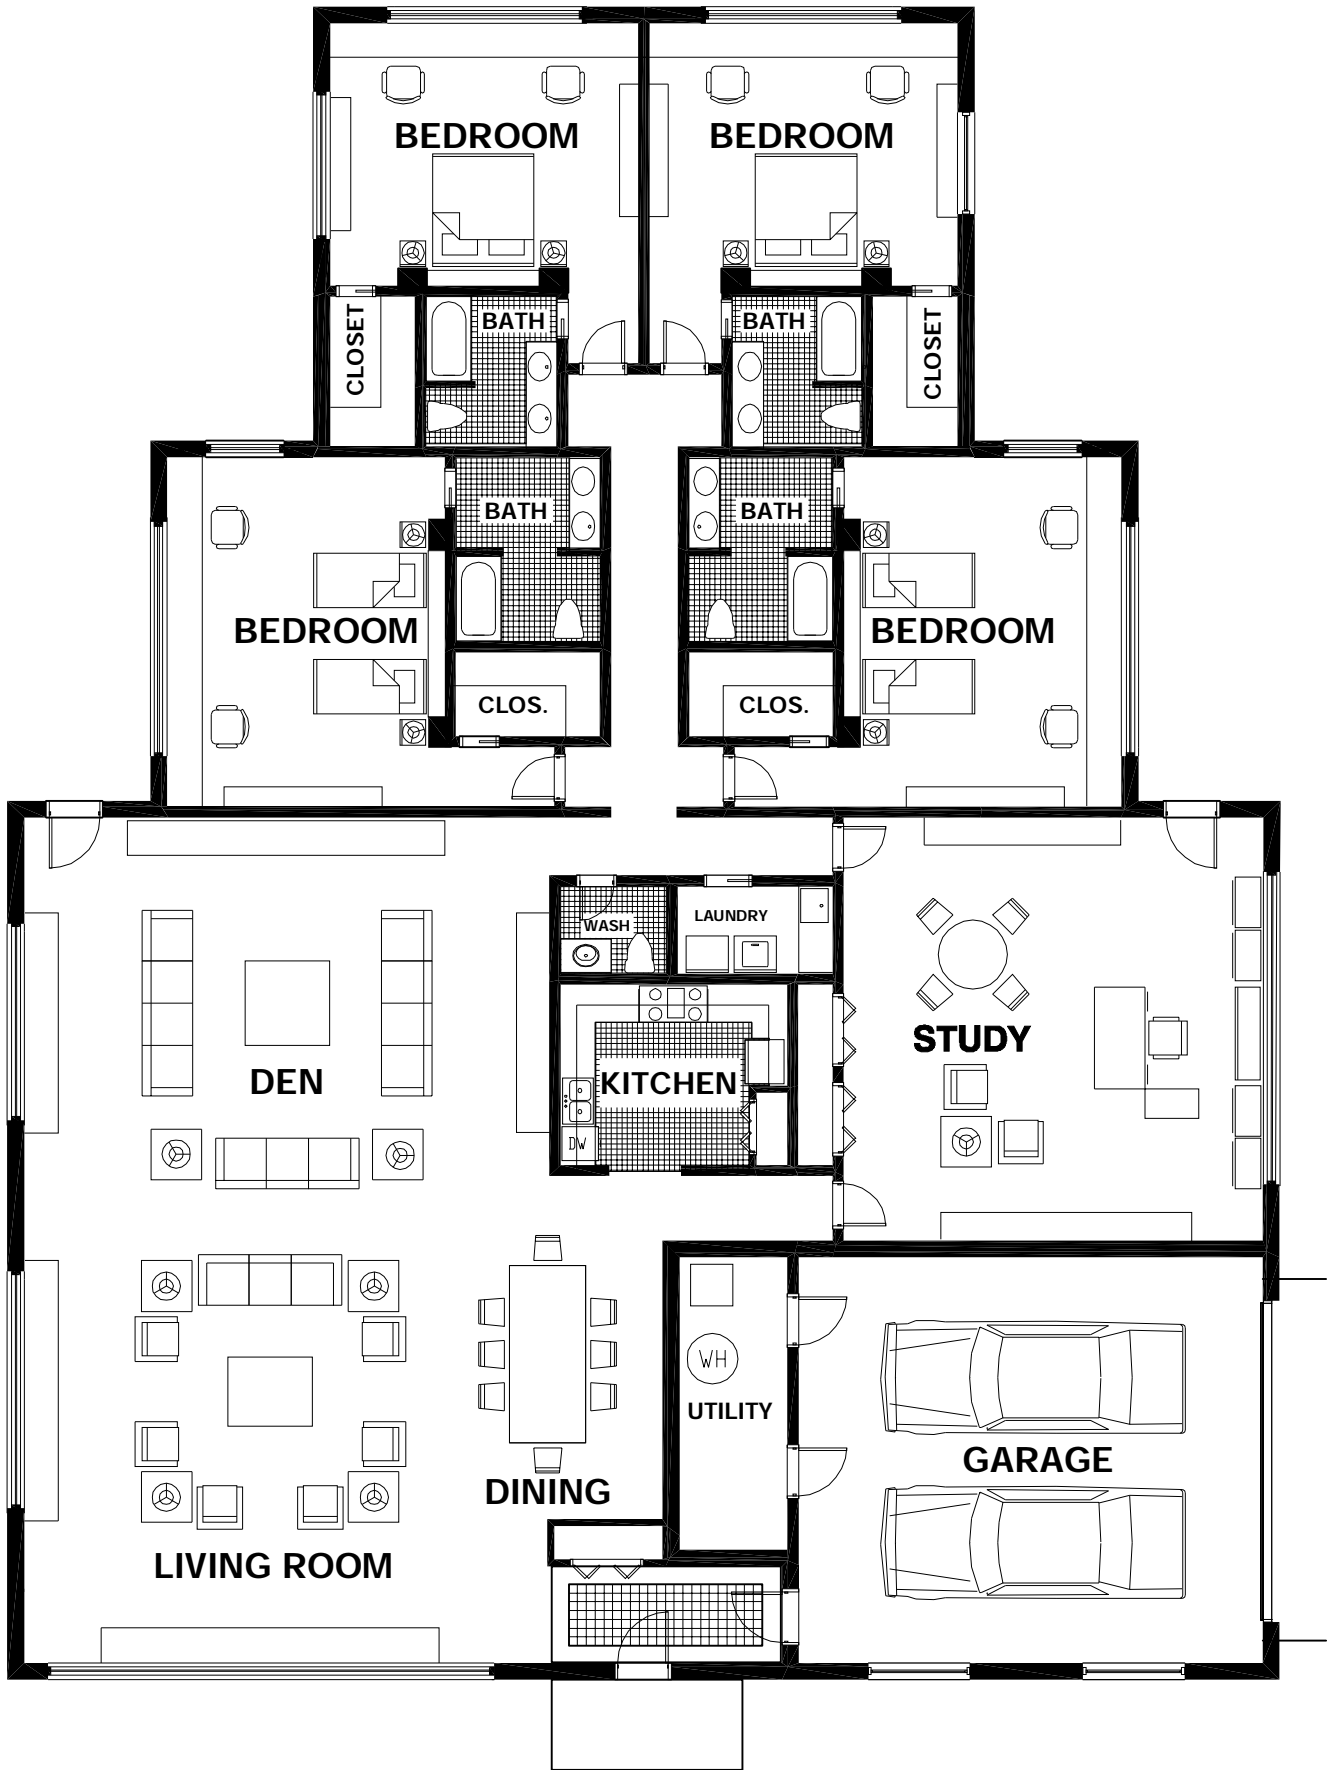 BEDROOM
BEDROOM
CLOSET
BATH
BATH
CLOSET
BATH
BATH
BEDROOM
BEDROOM
CLOS.
CLOS.
WASH
LAUNDRY
STUDY
DEN
KITCHEN
DW
WH
UTILITY
GARAGE
DINING
LIVING ROOM